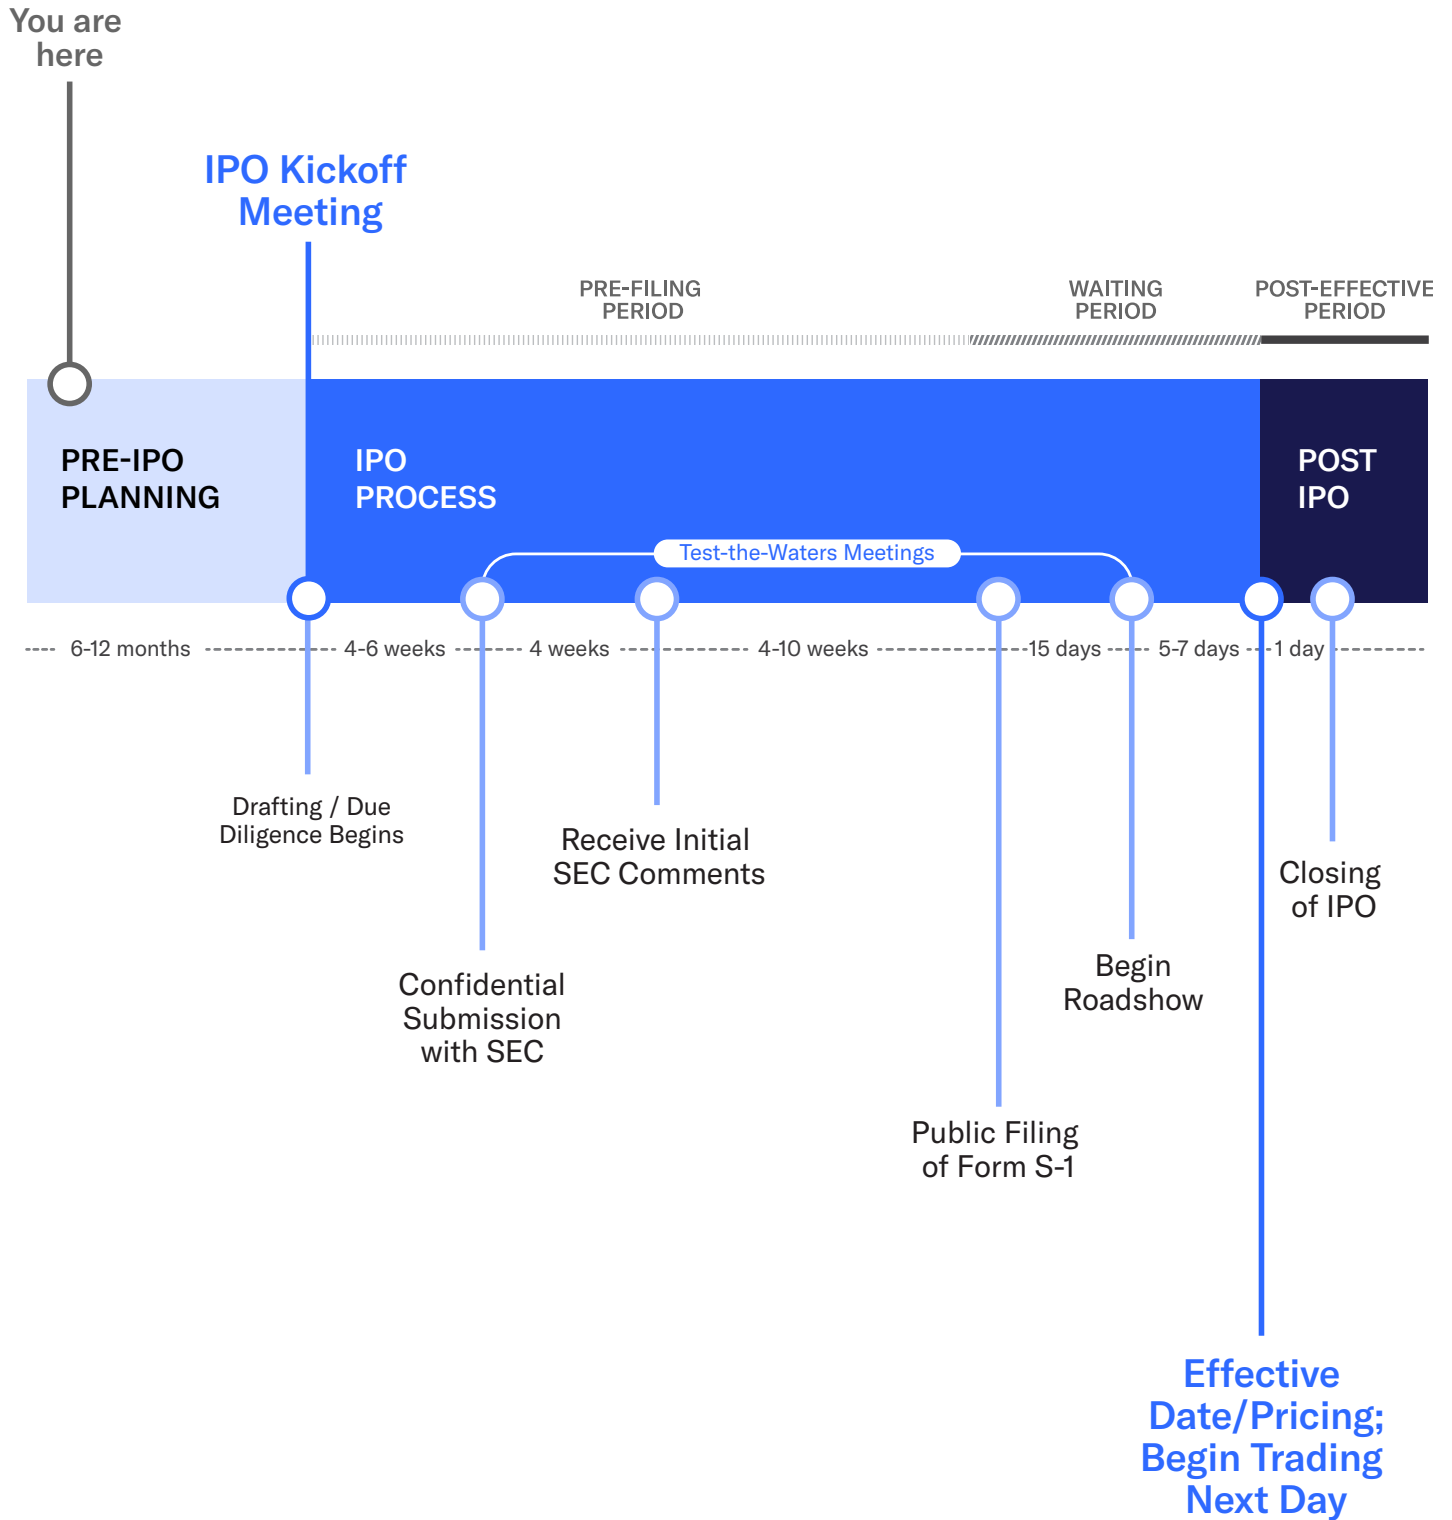 You are
here
IPO Kickoff
Meeting
PRE-FILING
PERIOD
WAITING
PERIOD
POST-EFFECTIVE
PERIOD
PRE-IPO
PLANNING
IPO
PROCESS
POST
IPO
Test-the-Waters Meetings
6-12 months
4-6 weeks
4 weeks
4-10 weeks
15 days
5-7 days
1 day
Drafting / Due
Diligence Begins
Receive Initial
SEC Comments
Closing
of IPO
Confidential
Submission
with SEC
Begin
Roadshow
Public Filing
of Form S-1
Effective
Date/Pricing;
Begin Trading
Next Day